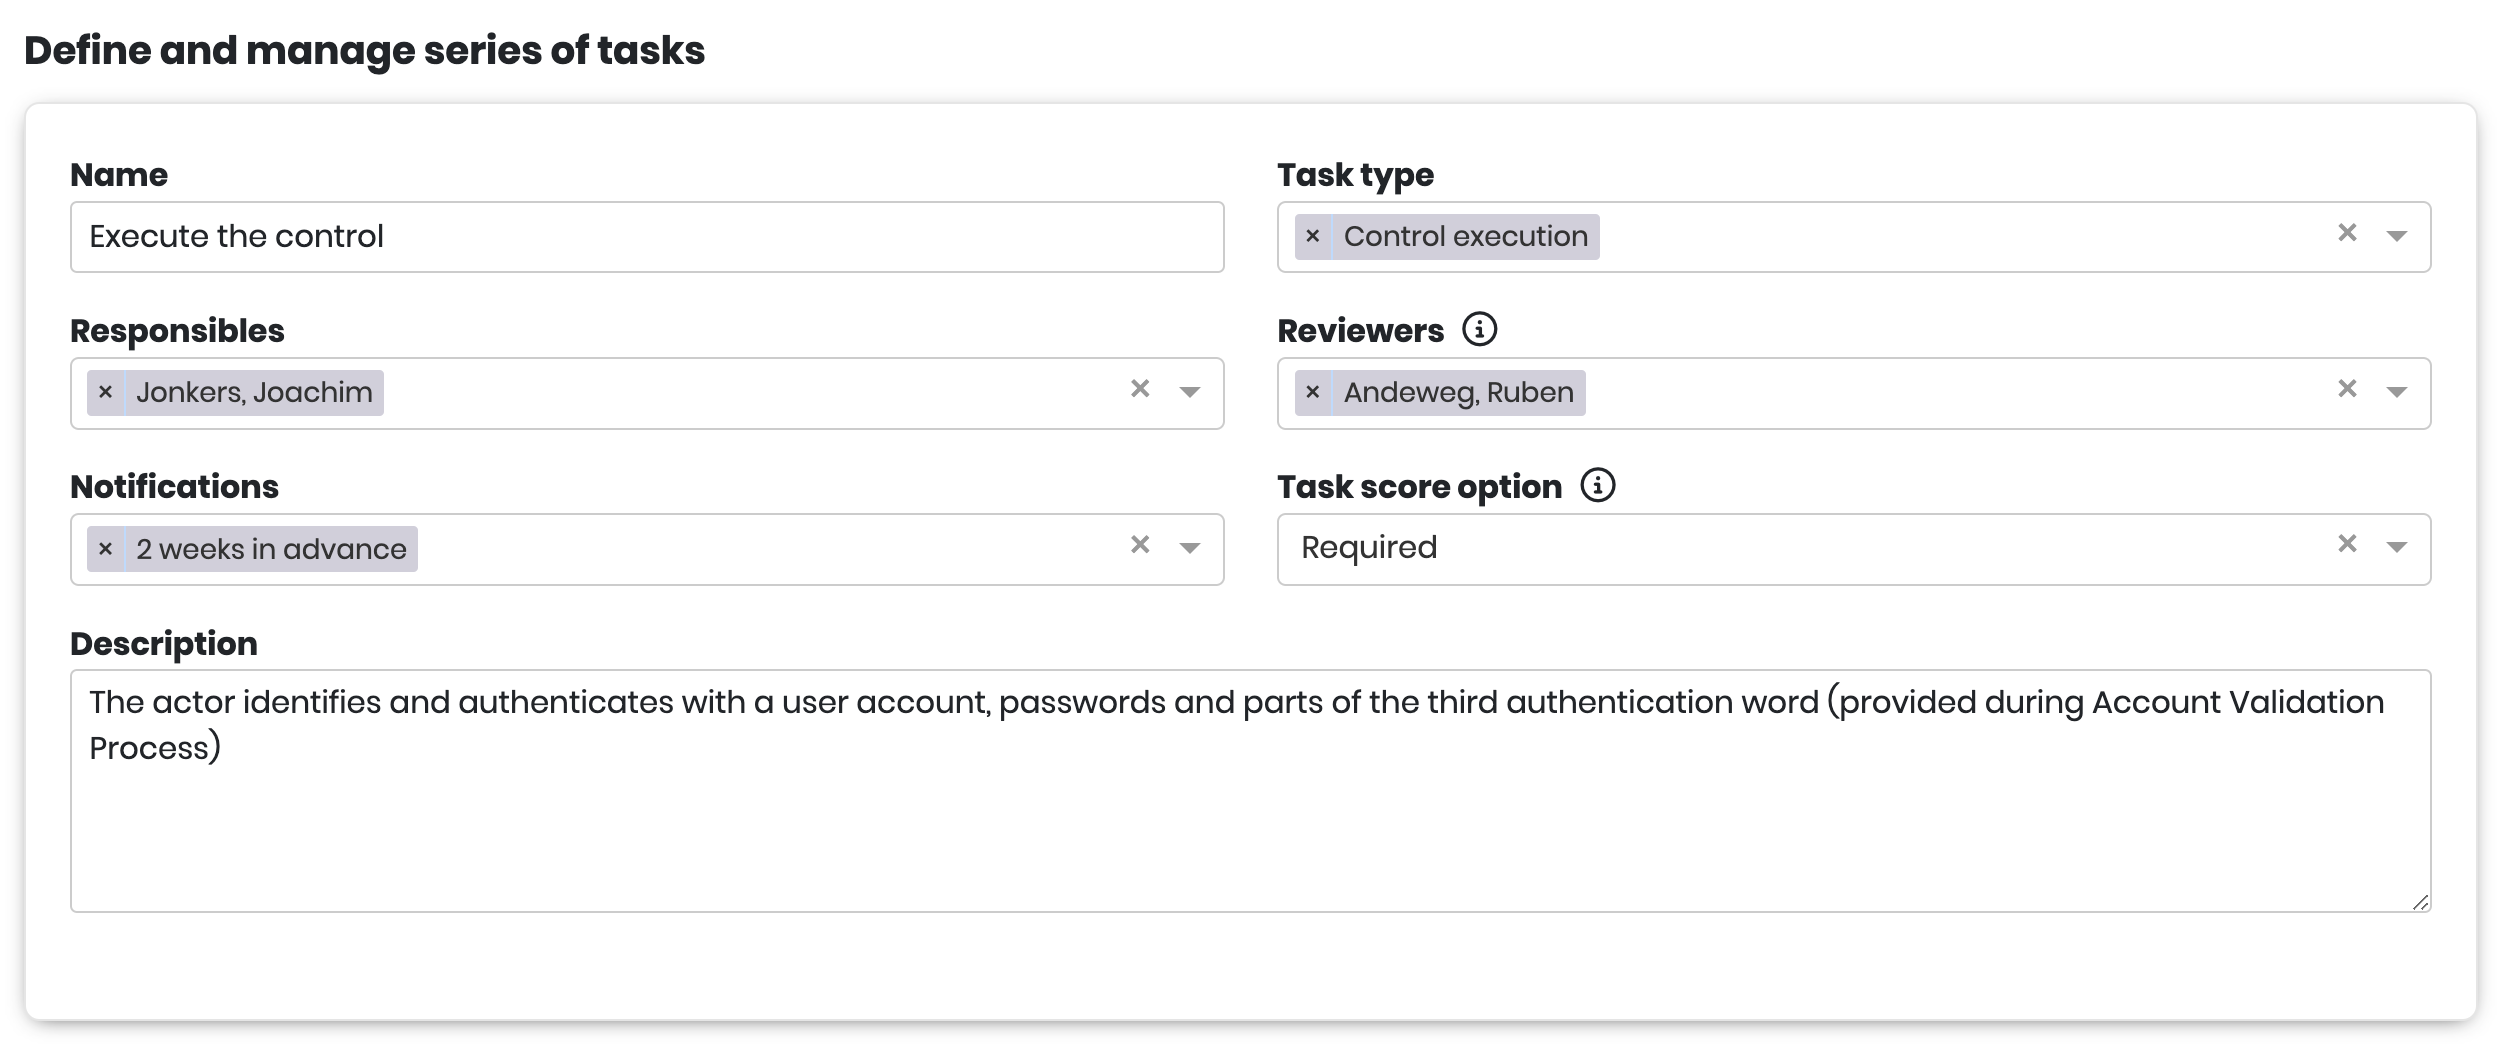 Define and manage series of tasks
Name
Task type
Execute the control
× Control execution
Responsibles
Reviewers
× Jonkers, Joachim
× Andeweg, Ruben
Notifications
Task score option
× 2 weeks in advance
Required
Description
The actor identifies and authenticates with a user account, passwords and parts of the third authentication word (provided during Account Validation
Process)